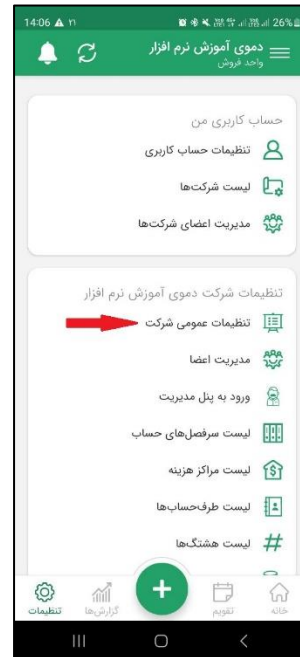 14:06 26%
دموی آموزش نرم افزار
واحد فروش
حساب کاربری من
تنظیمات حساب کاربری
لیست شرکت‌ها
مدیریت اعضای شرکت‌ها
تنظیمات شرکت دموی آموزش نرم افزار
تنظیمات عمومی شرکت
مدیریت اعضا
ورود به پنل مدیریت
لیست سرفصل‌های حساب
لیست مراکز هزینه
لیست طرف‌حساب‌ها
لیست هشتگ‌ها
خانه
تقویم
گزارش‌ها
تنظیمات